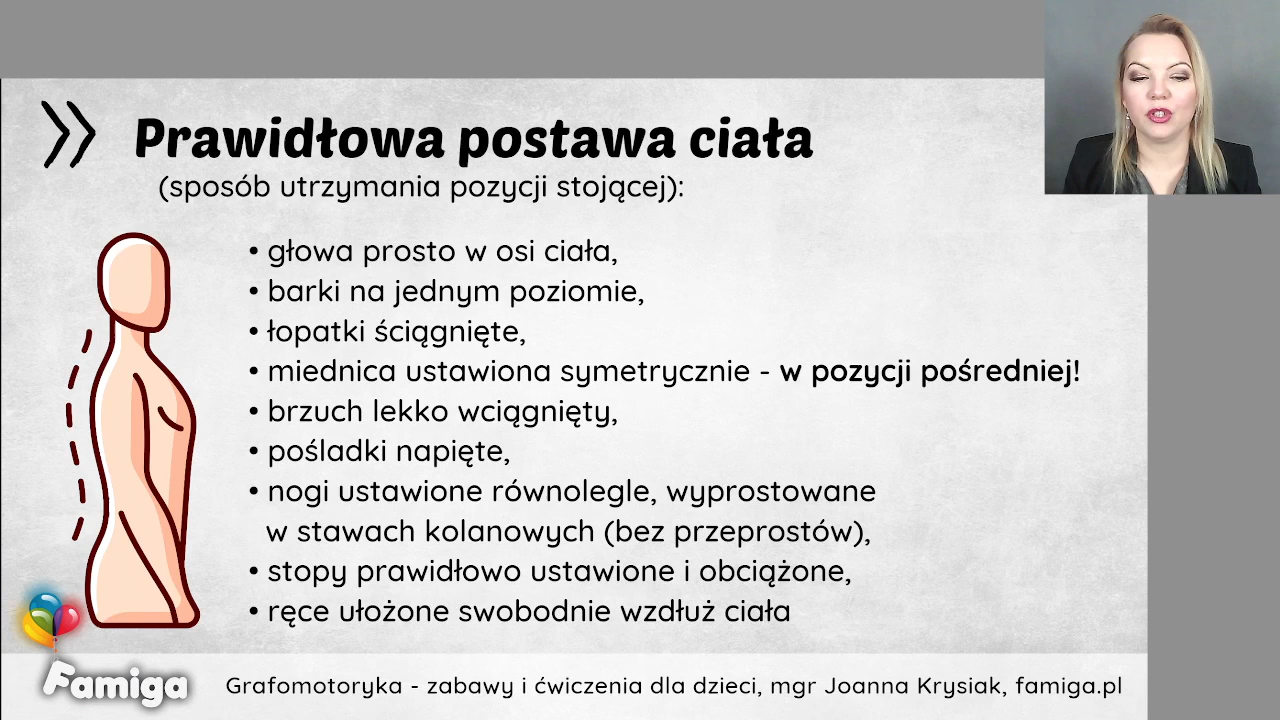 Prawidłowa postawa ciała
(sposób utrzymania pozycji stojącej):
• głowa prosto w osi ciała,
• barki na jednym poziomie,
• łopatki ściągnięte,
• miednica ustawiona symetrycznie - w pozycji pośredniej!
• brzuch lekko wciągnięty,
• pośladki napięte,
• nogi ustawione równolegle, wyprostowane
w stawach kolanowych (bez przeprostów),
• stopy prawidłowo ustawione i obciążone,
• ręce ułożone swobodnie wzdłuż ciała
Famiga
Grafomotoryka - zabawy i ćwiczenia dla dzieci, mgr Joanna Krysiak, famiga.pl